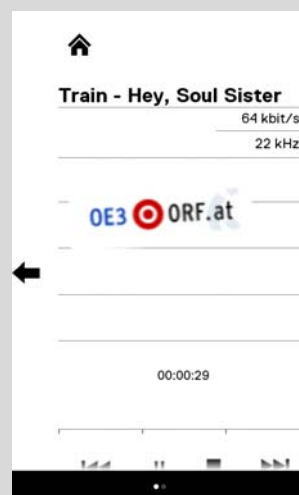 Train - Hey, Soul Sister
64 kbit/s
22 kHz
OE3 ORF.at
00:00:29